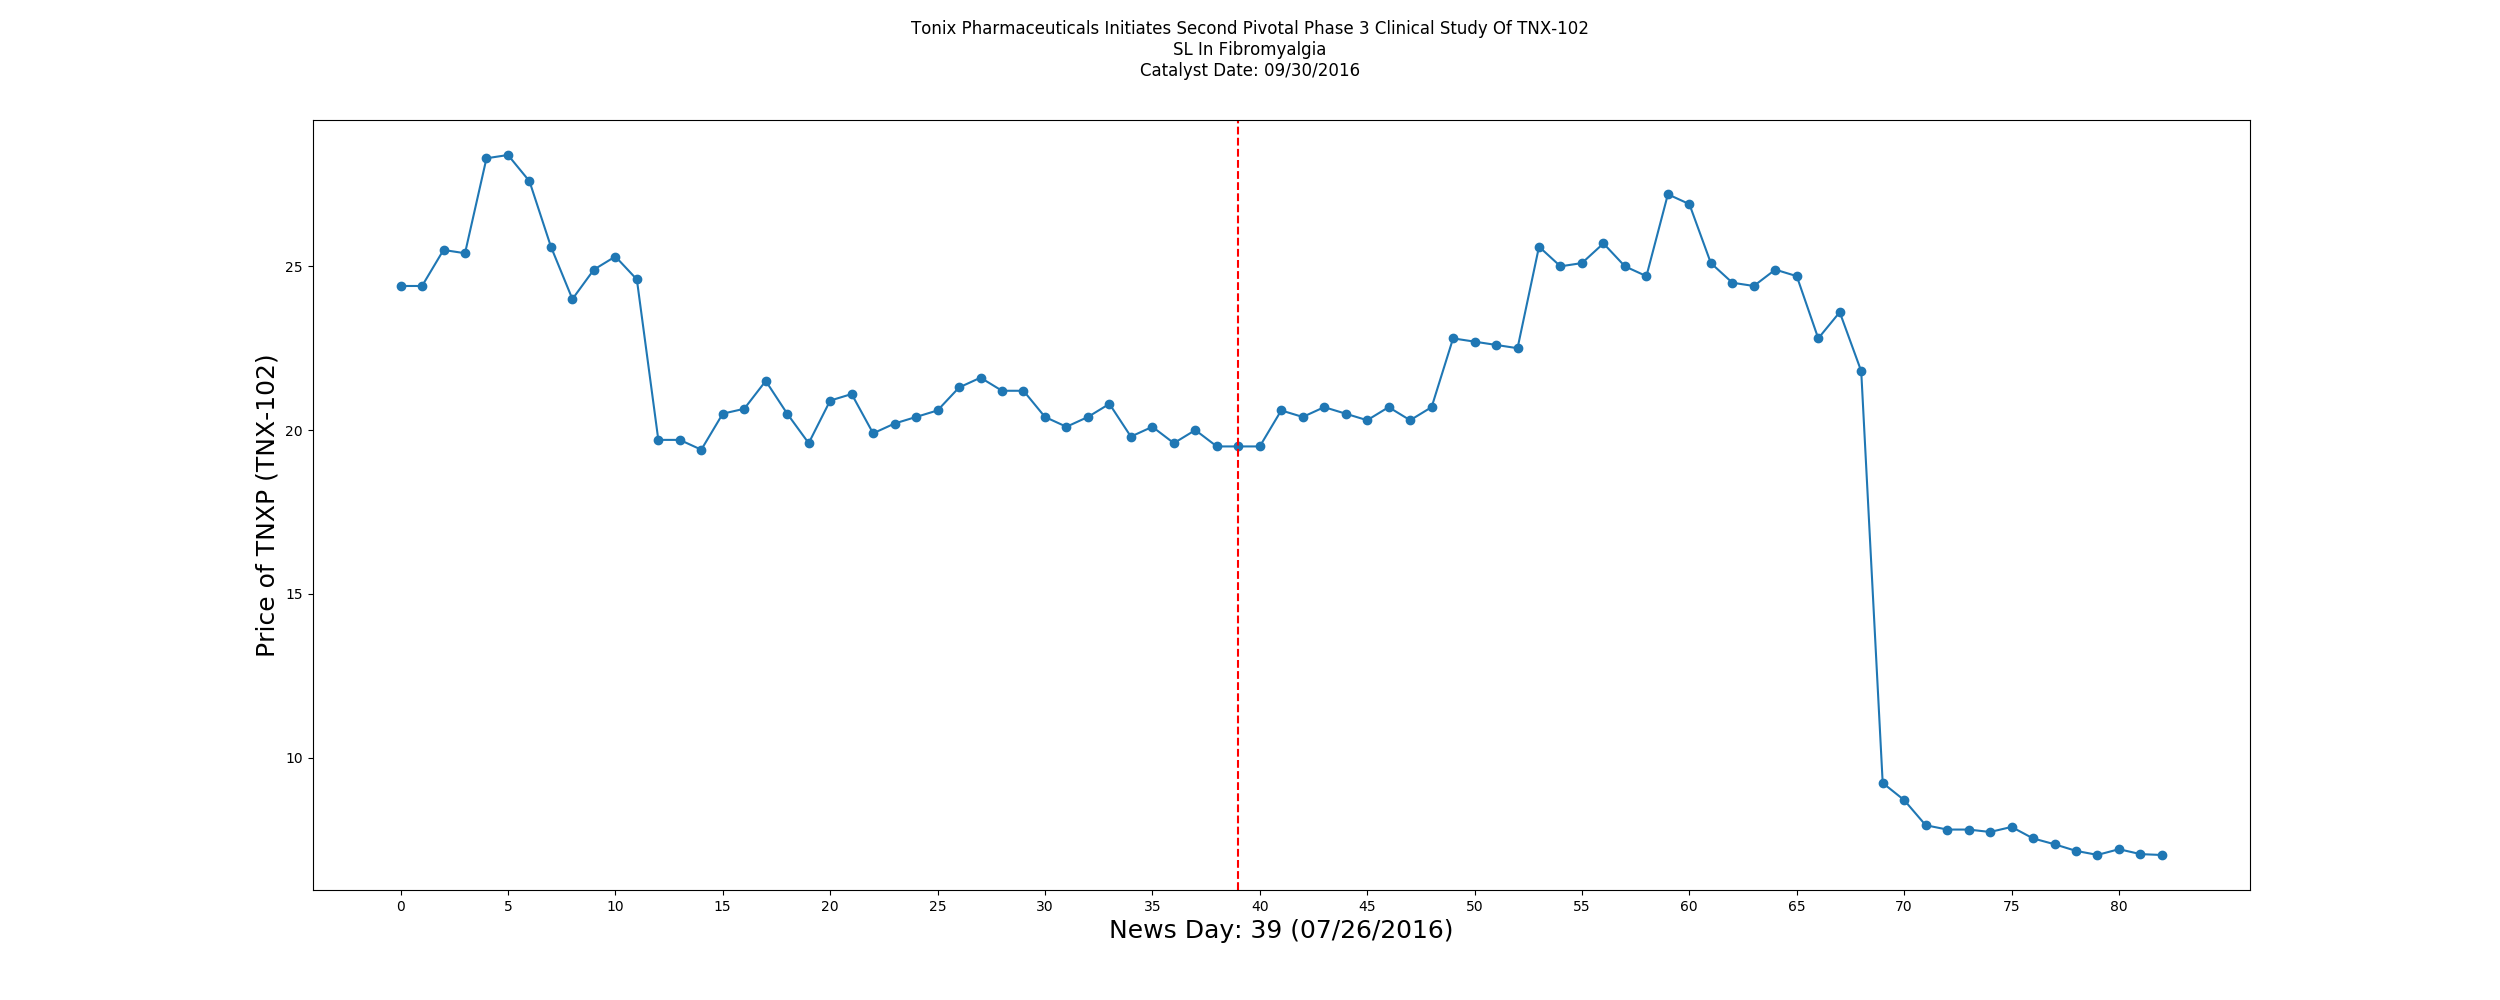 Tonix Pharmaceuticals Initiates Second Pivotal Phase 3 Clinical Study Of TNX-102
SL In Fibromyalgia
Catalyst Date: 09/30/2016
Price of TNXP (TNX-102)
25
20
15
10
0 5 10 15 20 25 30 35 40 45 50 55 60 65 70 75 80
News Day: 39 (07/26/2016)